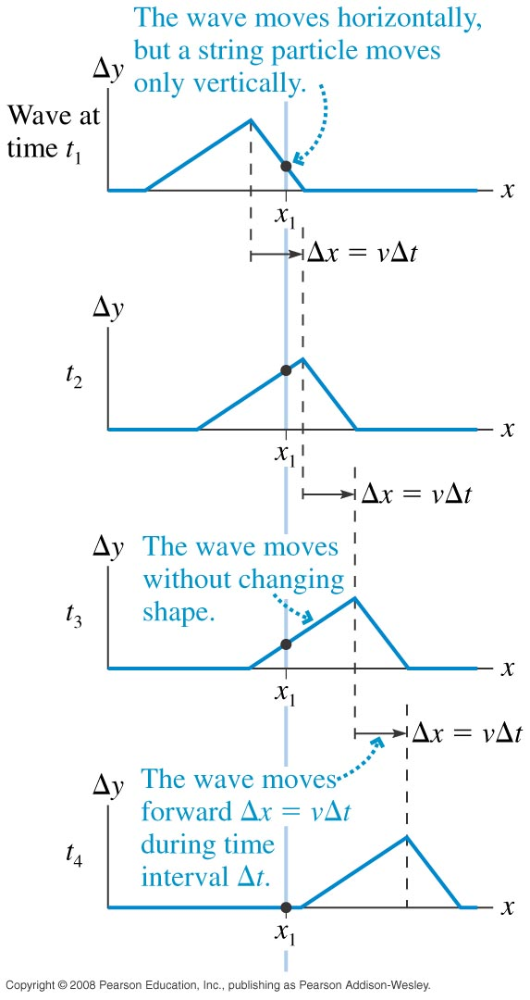 The wave moves horizontally,
but a string particle moves
only vertically.
Δy
Wave at
time t₁
x
x₁
Δx = vΔt
Δy
t₂
x
x₁
Δx = vΔt
Δy
The wave moves
without changing
shape.
t₃
x
x₁
Δx = vΔt
Δy
The wave moves
forward Δx = vΔt
during time
interval Δt.
t₄
x
x₁
Copyright © 2008 Pearson Education, Inc., publishing as Pearson Addison-Wesley.